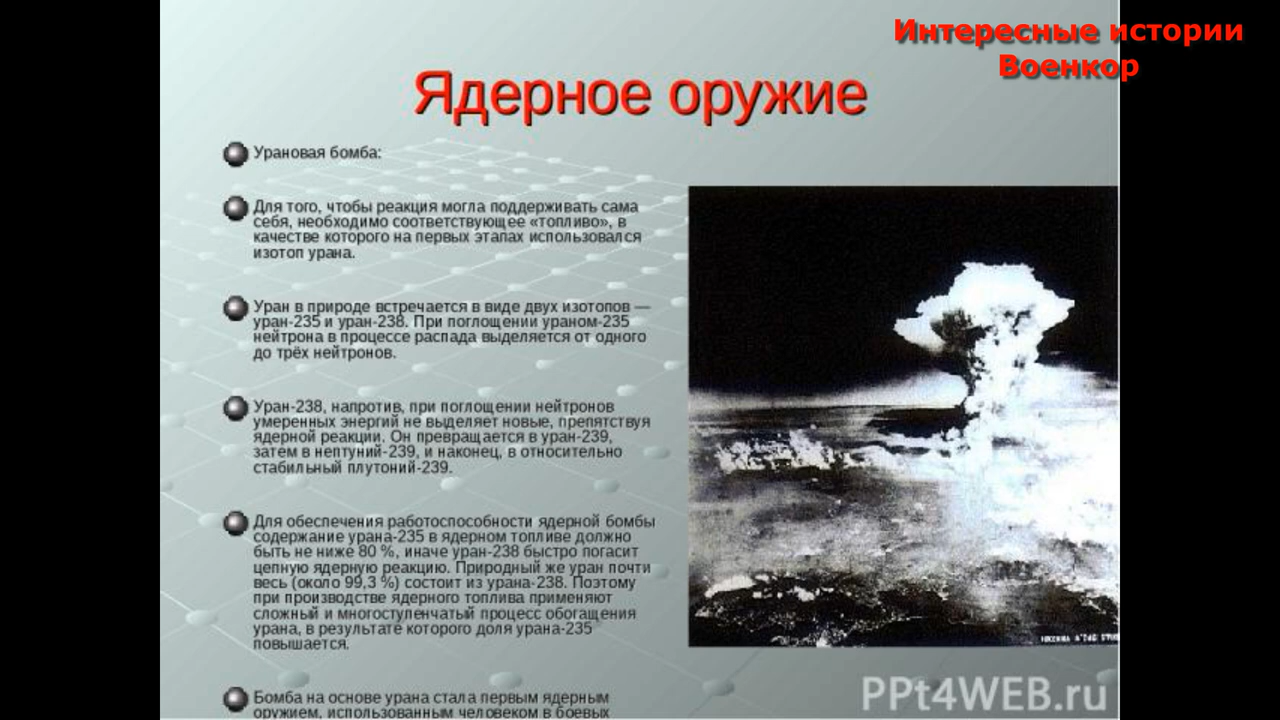 Интересные истории
Военкор
Ядерное оружие
Урановая бомба:
Для того, чтобы реакция могла поддерживать сама
себя, необходимо соответствующее «топливо», в
качестве которого на первых этапах использовался
изотоп урана.
Уран в природе встречается в виде двух изотопов —
уран-235 и уран-238. При поглощении ураном-235
нейтрона в процессе распада выделяется от одного
до трёх нейтронов.
Уран-238, напротив, при поглощении нейтронов
умеренных энергий не выделяет новые, препятствуя
ядерной реакции. Он превращается в уран-239,
затем в нептуний-239, и наконец, в относительно
стабильный плутоний-239.
Для обеспечения работоспособности ядерной бомбы
содержание урана-235 в ядерном топливе должно
быть не ниже 80 %, иначе уран-238 быстро погасит
цепную ядерную реакцию. Природный же уран почти
весь (около 99,3 %) состоит из урана-238. Поэтому
при производстве ядерного топлива применяют
сложный и многоступенчатый процесс обогащения
урана, в результате которого доля урана-235
повышается.
Бомба на основе урана стала первым ядерным
оружием, использованным человеком в боевых
PPt4WEB.ru